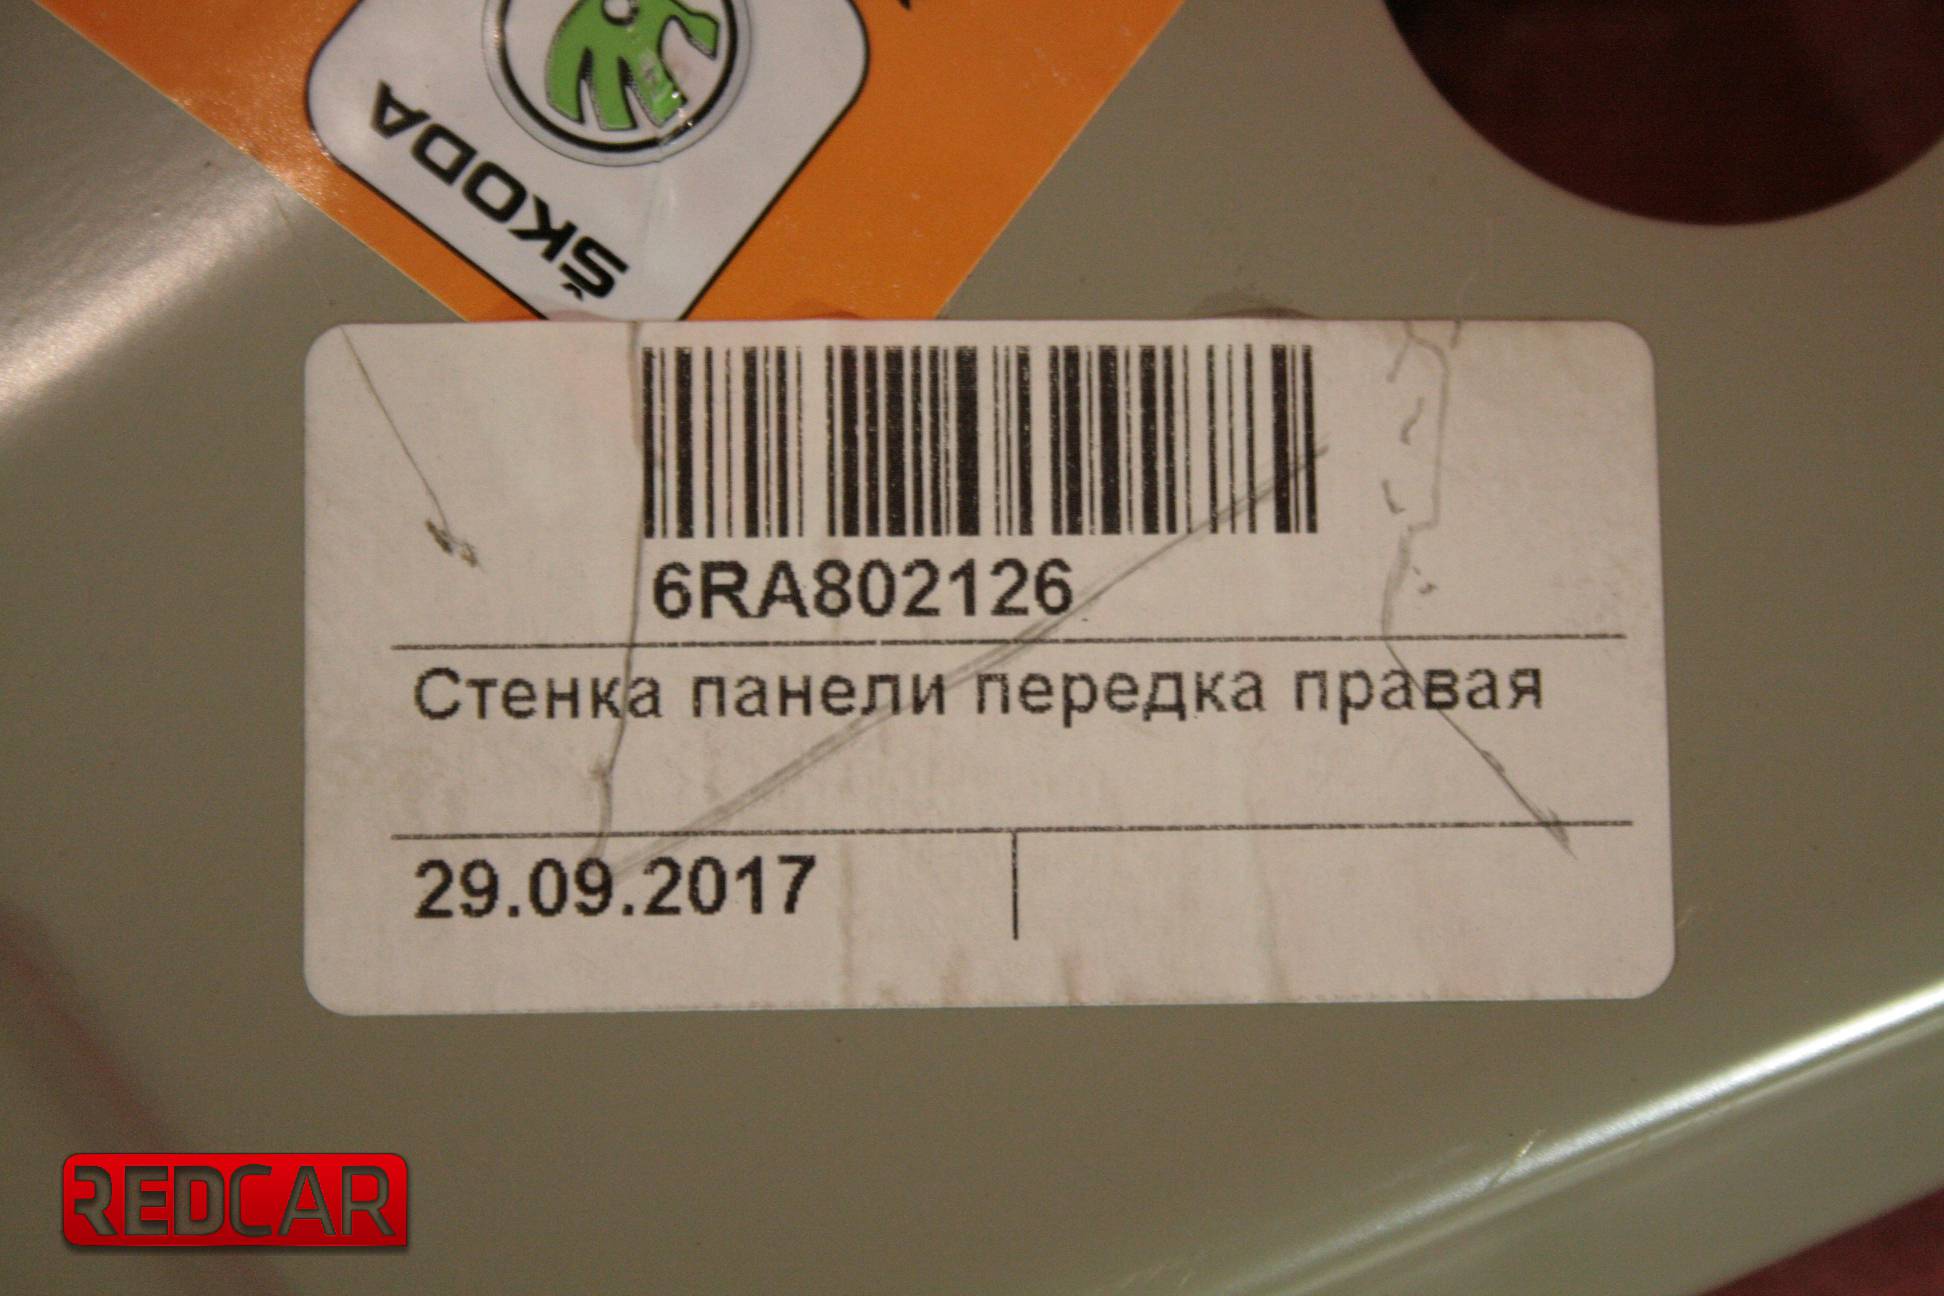 ŠKODA
6RA802126
Стенка панели передка правая
29.09.2017
REDCAR